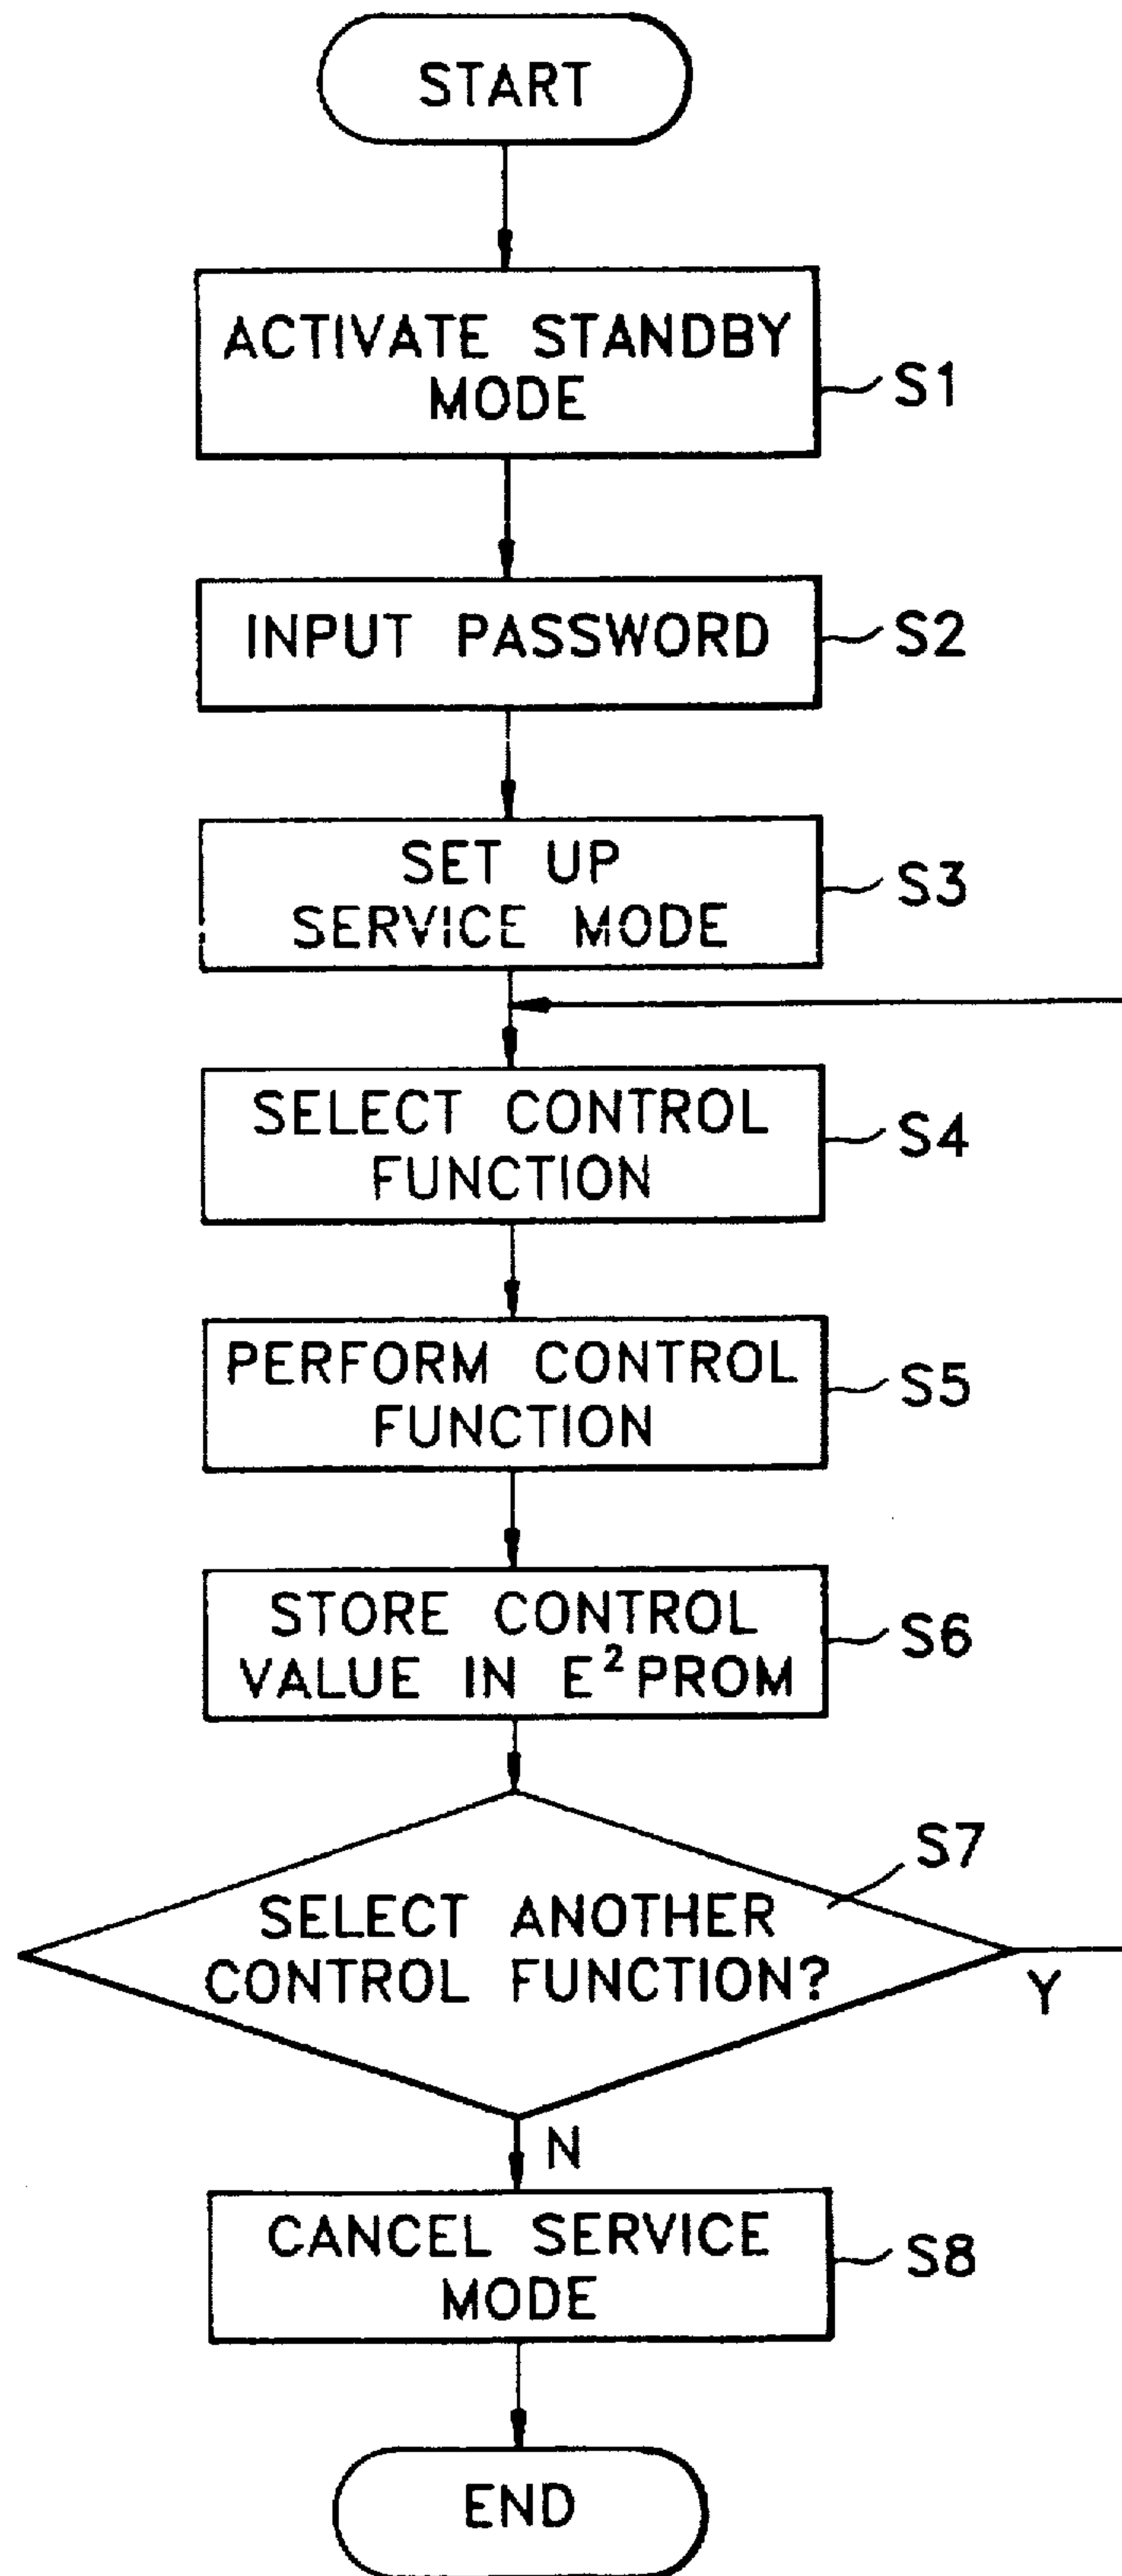 START
ACTIVATE STANDBY
MODE
S1
INPUT PASSWORD
S2
SET UP
SERVICE MODE
S3
SELECT CONTROL
FUNCTION
S4
PERFORM CONTROL
FUNCTION
S5
STORE CONTROL
VALUE IN E²PROM
S6
S7
SELECT ANOTHER
CONTROL FUNCTION?
Y
N
CANCEL SERVICE
MODE
S8
END